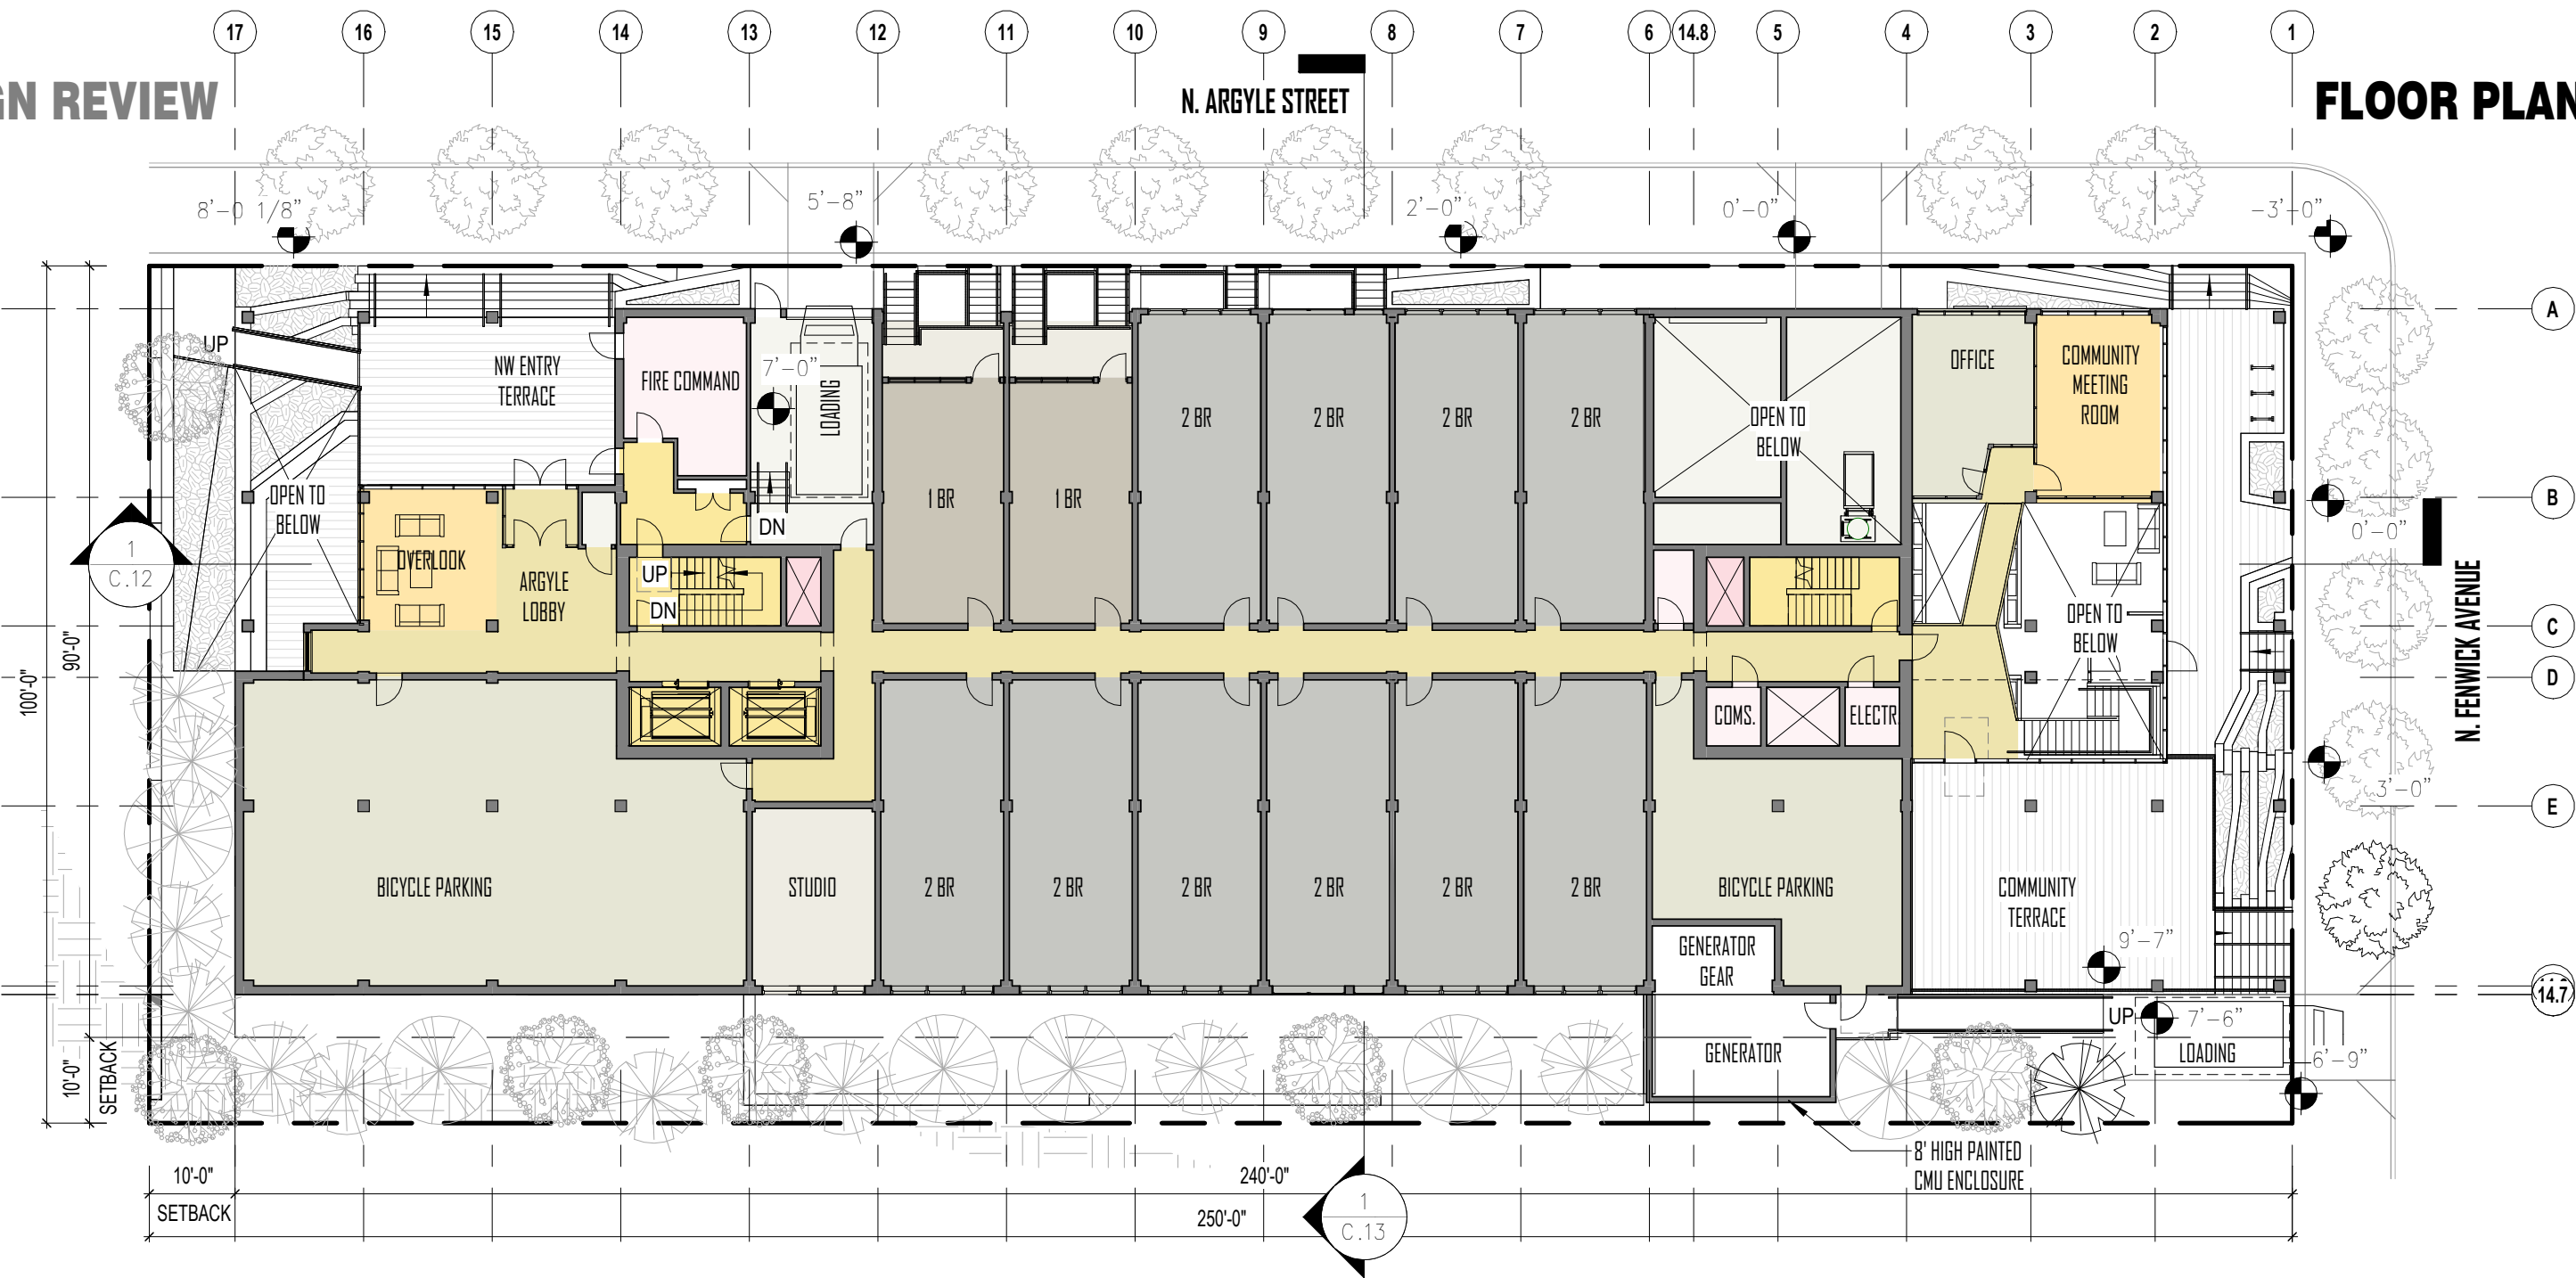 17
16
15
14
13
12
11
10
9
8
7
6
14.8
5
4
3
2
1
GN REVIEW
N. ARGYLE STREET
FLOOR PLAN
8'-0 1/8"
5'-8"
2'-0"
0'-0"
-3'-0"
A
UP
NW ENTRY
TERRACE
FIRE COMMAND
7'-0"
LOADING
2 BR
2 BR
2 BR
2 BR
OPEN TO
BELOW
OFFICE
COMMUNITY
MEETING
ROOM
OPEN TO
BELOW
1 BR
1 BR
B
DN
0'-0"
1
C.12
OVERLOOK
ARGYLE
LOBBY
UP
DN
OPEN TO
BELOW
N. FENWICK AVENUE
C
D
100'-0"
90'-0"
COMS.
ELECTR.
3'-0"
E
BICYCLE PARKING
STUDIO
2 BR
2 BR
2 BR
2 BR
2 BR
2 BR
BICYCLE PARKING
COMMUNITY
TERRACE
GENERATOR
GEAR
9'-7"
14.7
UP
7'-6"
LOADING
6'-9"
GENERATOR
10'-0"
SETBACK
8' HIGH PAINTED
CMU ENCLOSURE
10'-0"
240'-0"
SETBACK
250'-0"
1
C.13